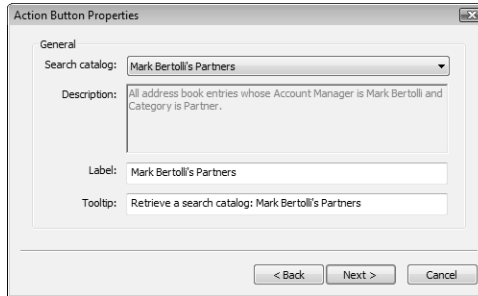 Action Button Properties
General
Search catalog: Mark Bertolli's Partners
Description: All address book entries whose Account Manager is Mark Bertolli and
Category is Partner.
Label: Mark Bertolli's Partners
Tooltip: Retrieve a search catalog: Mark Bertolli's Partners
< Back Next > Cancel